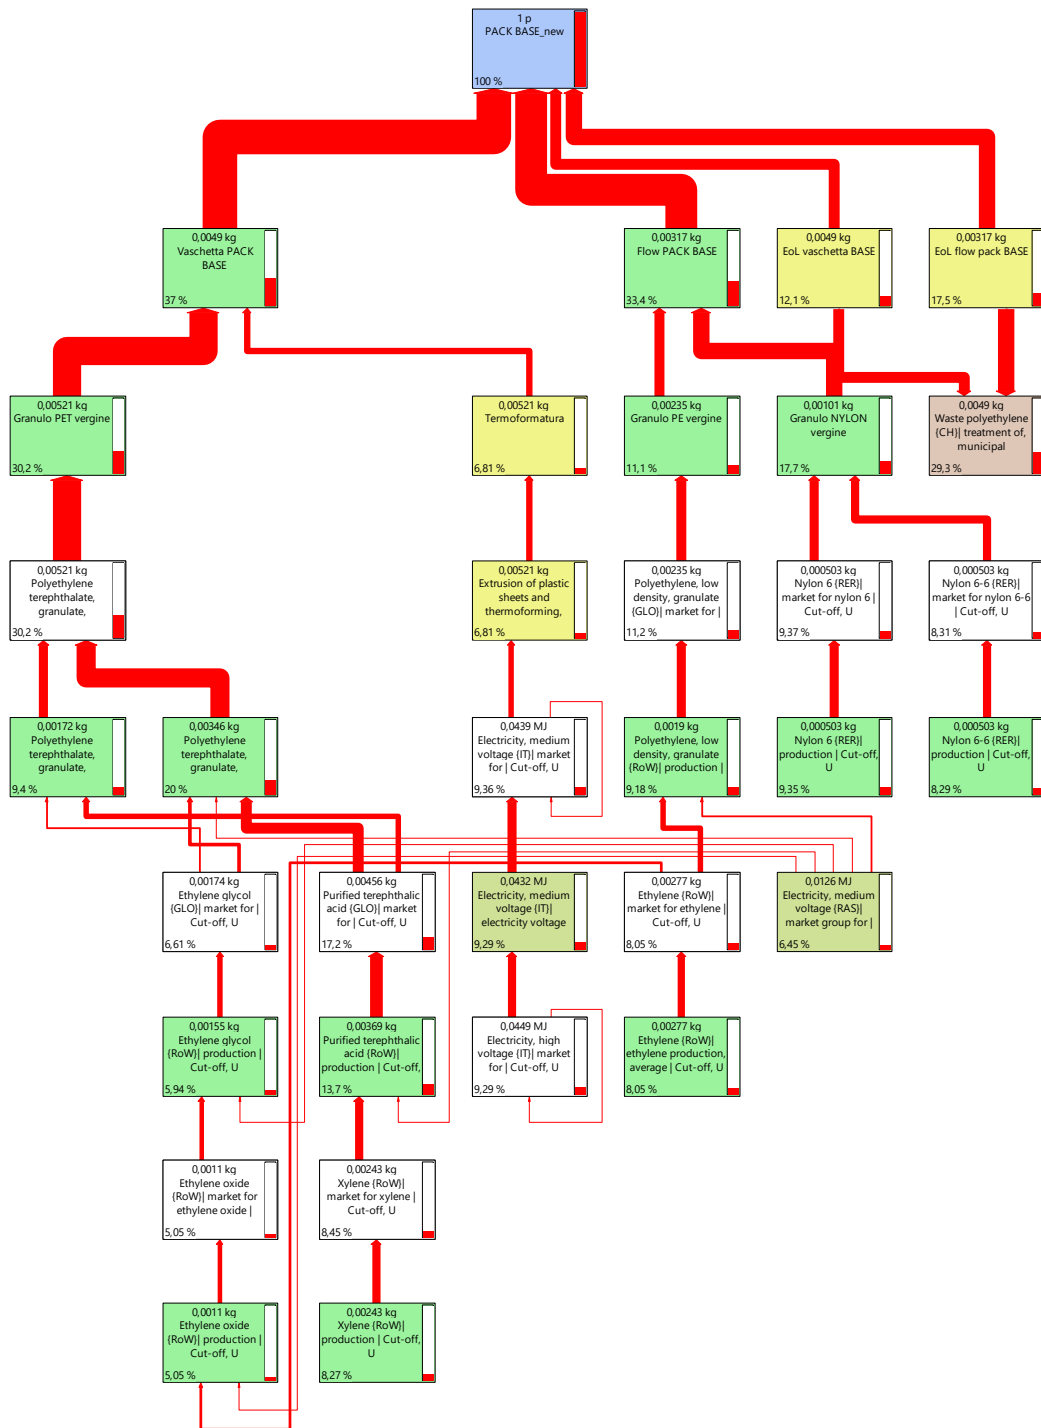 1 p
PACK BASE_new
100 %
0,0049 kg
Vaschetta PACK
BASE
37 %
0,00317 kg
Flow PACK BASE
33,4 %
0,0049 kg
EoL vaschetta BASE
12,1 %
0,00317 kg
EoL flow pack BASE
17,5 %
0,00521 kg
Granulo PET vergine
30,2 %
0,00521 kg
Termoformatura
6,81 %
0,00235 kg
Granulo PE vergine
11,1 %
0,00101 kg
Granulo NYLON
vergine
17,7 %
0,0049 kg
Waste polyethylene
{CH}| treatment of,
municipal
29,3 %
0,00521 kg
Polyethylene
terephthalate,
granulate,
30,2 %
0,00521 kg
Extrusion of plastic
sheets and
thermoforming,
6,81 %
0,00235 kg
Polyethylene, low
density, granulate
{GLO}| market for |
11,2 %
0,000503 kg
Nylon 6 {RER}|
market for nylon 6 |
Cut-off, U
9,37 %
0,000503 kg
Nylon 6-6 {RER}|
market for nylon 6-6
| Cut-off, U
8,31 %
0,00172 kg
Polyethylene
terephthalate,
granulate,
9,4 %
0,00346 kg
Polyethylene
terephthalate,
granulate,
20 %
0,0439 MJ
Electricity, medium
voltage {IT}| market
for | Cut-off, U
9,36 %
0,0019 kg
Polyethylene, low
density, granulate
{RoW}| production |
9,18 %
0,000503 kg
Nylon 6 {RER}|
production | Cut-off,
U
9,35 %
0,000503 kg
Nylon 6-6 {RER}|
production | Cut-off,
U
8,29 %
0,00174 kg
Ethylene glycol
{GLO}| market for |
Cut-off, U
6,61 %
0,00456 kg
Purified terephthalic
acid {GLO}| market
for | Cut-off, U
17,2 %
0,0432 MJ
Electricity, medium
voltage {IT}|
electricity voltage
9,29 %
0,00277 kg
Ethylene {RoW}|
market for ethylene |
Cut-off, U
8,05 %
0,0126 MJ
Electricity, medium
voltage {RAS}|
market group for |
6,45 %
0,00155 kg
Ethylene glycol
{RoW}| production |
Cut-off, U
5,94 %
0,00369 kg
Purified terephthalic
acid {RoW}|
production | Cut-off,
13,7 %
0,0449 MJ
Electricity, high
voltage {IT}| market
for | Cut-off, U
9,29 %
0,00277 kg
Ethylene {RoW}|
ethylene production,
average | Cut-off, U
8,05 %
0,0011 kg
Ethylene oxide
{RoW}| market for
ethylene oxide |
5,05 %
0,00243 kg
Xylene {RoW}|
market for xylene |
Cut-off, U
8,45 %
0,0011 kg
Ethylene oxide
{RoW}| production |
Cut-off, U
5,05 %
0,00243 kg
Xylene {RoW}|
production | Cut-off,
U
8,27 %